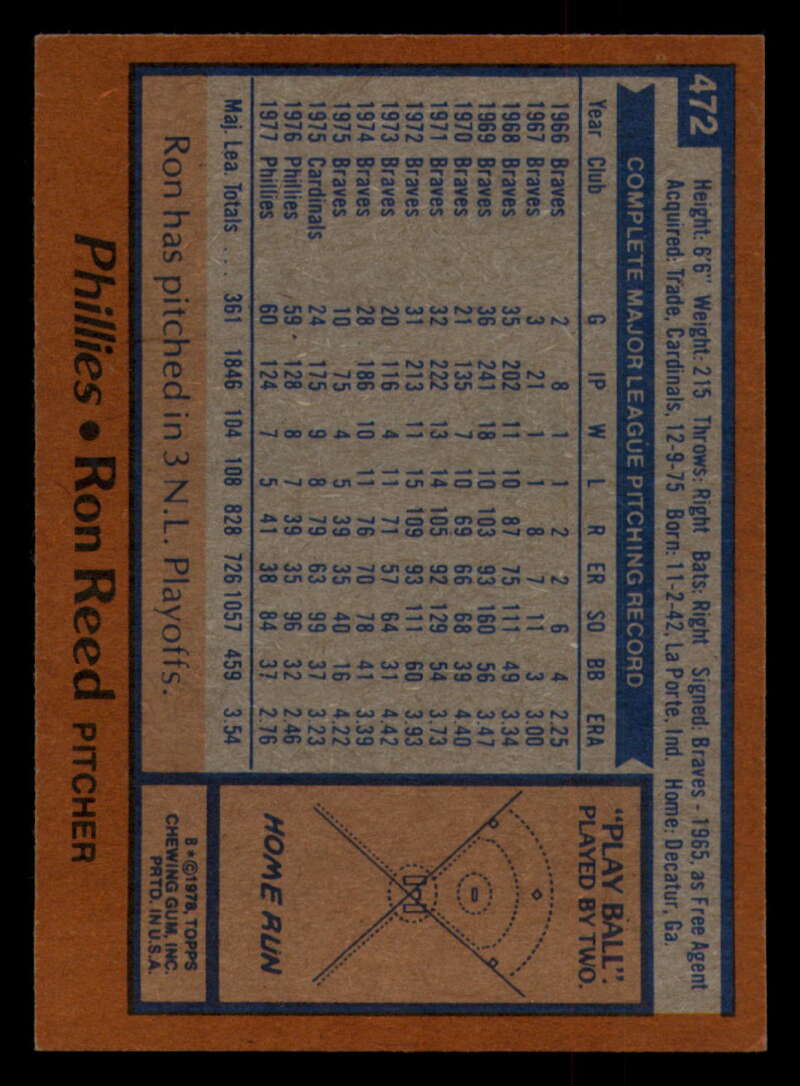 472
Height: 6'6" Weight: 215 Throws: Right Bats: Right Signed: Braves - 1965, as Free Agent
Acquired: Trade, Cardinals, 12-9-75 Born: 11-2-42, La Porte, Ind. Home: Decatur, Ga.
COMPLETE MAJOR LEAGUE PITCHING RECORD
Year Club G IP W L R ER SO BB ERA
1966 Braves 2 8 1 1 2 2 6 4 2.25
1967 Braves 3 21 1 1 8 7 11 3 3.00
1968 Braves 35 202 11 10 87 75 111 49 3.34
1969 Braves 36 241 18 10 103 93 160 56 3.47
1970 Braves 21 135 7 10 69 66 68 39 4.40
1971 Braves 32 222 13 14 105 92 129 54 3.73
1972 Braves 31 213 11 15 109 93 111 60 3.93
1973 Braves 20 116 4 11 71 57 64 31 4.42
1974 Braves 28 186 10 11 76 70 78 41 3.39
1975 Braves 10 75 4 5 39 35 40 16 4.22
1975 Cardinals 24 175 9 8 79 63 99 37 3.23
1976 Phillies 59 128 8 7 39 35 96 32 2.46
1977 Phillies 60 124 7 5 41 38 84 37 2.76
Maj. Lea. Totals ... 361 1846 104 108 828 726 1057 459 3.54
Ron has pitched in 3 N.L. Playoffs.
"PLAY BALL":
PLAYED BY TWO.
HOME RUN
B*©1978, TOPPS
CHEWING GUM, INC.
PRTD. IN U.S.A.
Phillies • Ron Reed PITCHER